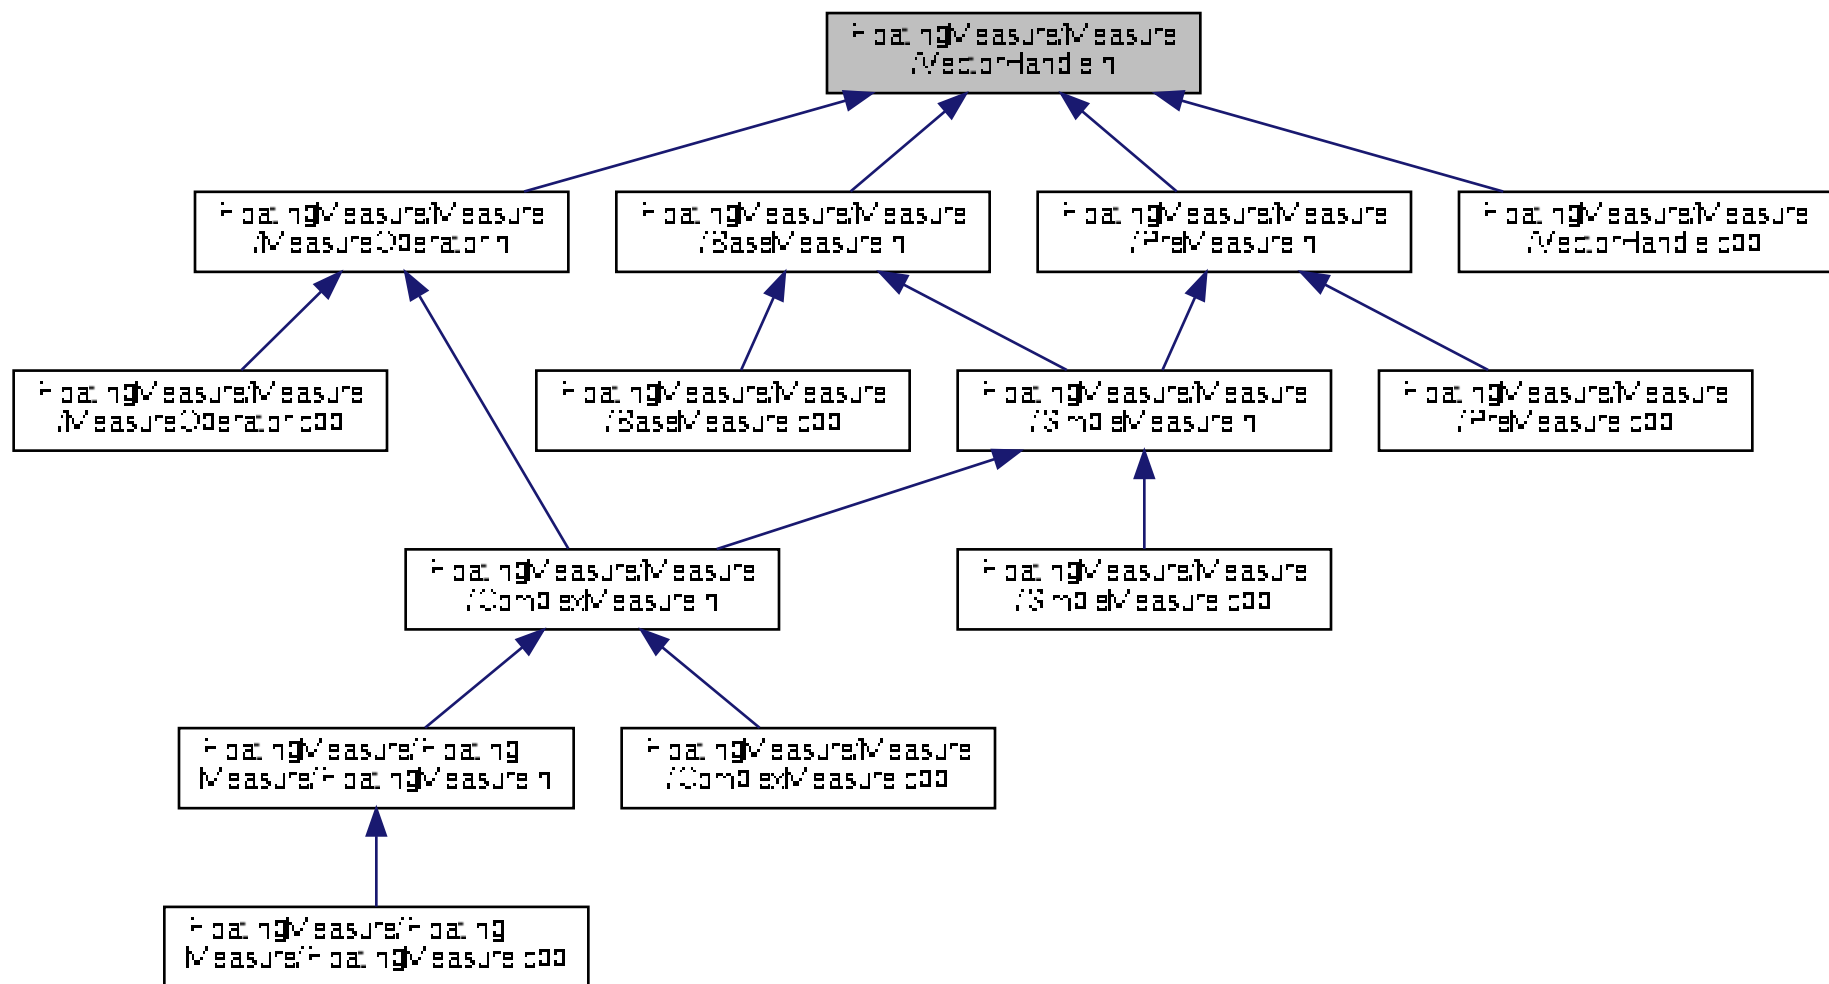 FloatingMeasure/Measure
/VectorHandle.h
FloatingMeasure/Measure
/MeasureOperator.h
FloatingMeasure/Measure
/BaseMeasure.h
FloatingMeasure/Measure
/PreMeasure.h
FloatingMeasure/Measure
/VectorHandle.cpp
FloatingMeasure/Measure
/MeasureOperator.cpp
FloatingMeasure/Measure
/BaseMeasure.cpp
FloatingMeasure/Measure
/SimpleMeasure.h
FloatingMeasure/Measure
/PreMeasure.cpp
FloatingMeasure/Measure
/ComplexMeasure.h
FloatingMeasure/Measure
/SimpleMeasure.cpp
FloatingMeasure/Floating
Measure/FloatingMeasure.h
FloatingMeasure/Measure
/ComplexMeasure.cpp
FloatingMeasure/Floating
Measure/FloatingMeasure.cpp